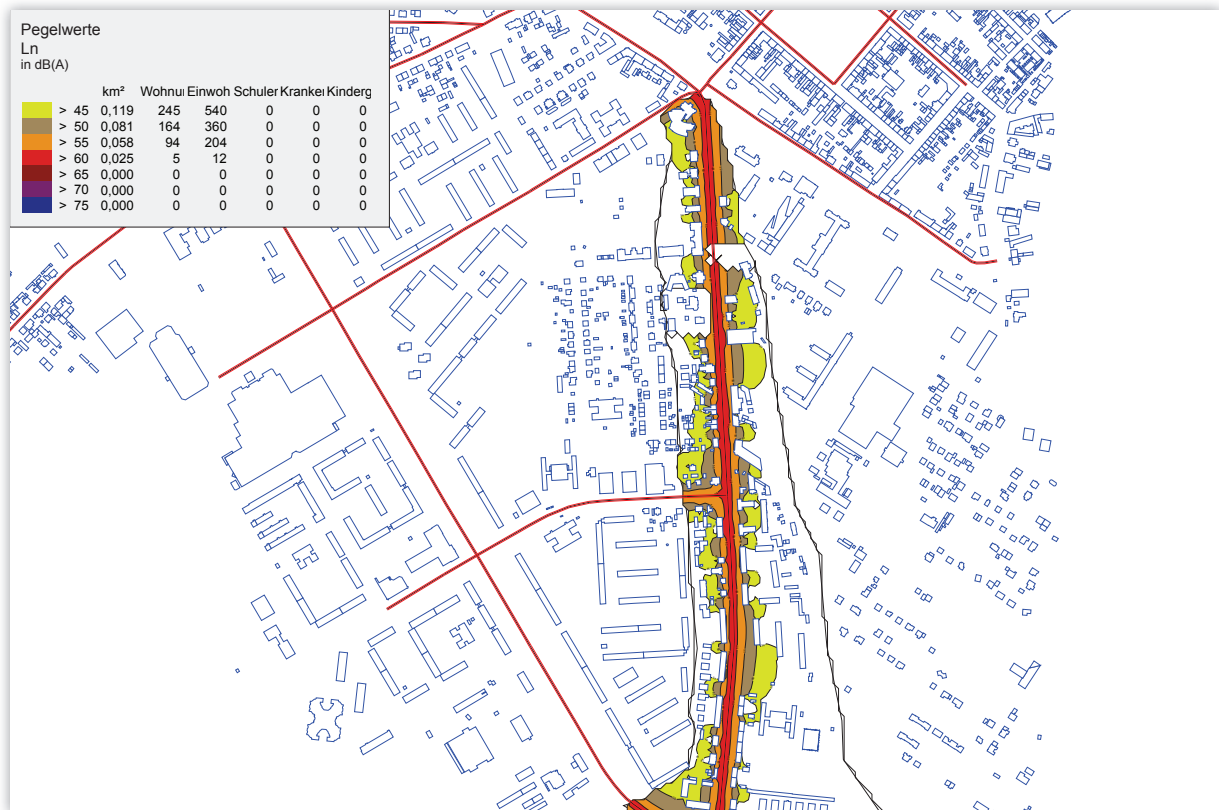 Pegelwerte
Ln
in dB(A)
km² Wohnu Einwoh Schuler Krankei Kinderg
> 45 0,119 245 540 0 0 0
> 50 0,081 164 360 0 0 0
> 55 0,058 94 204 0 0 0
> 60 0,025 5 12 0 0 0
> 65 0,000 0 0 0 0 0
> 70 0,000 0 0 0 0 0
> 75 0,000 0 0 0 0 0